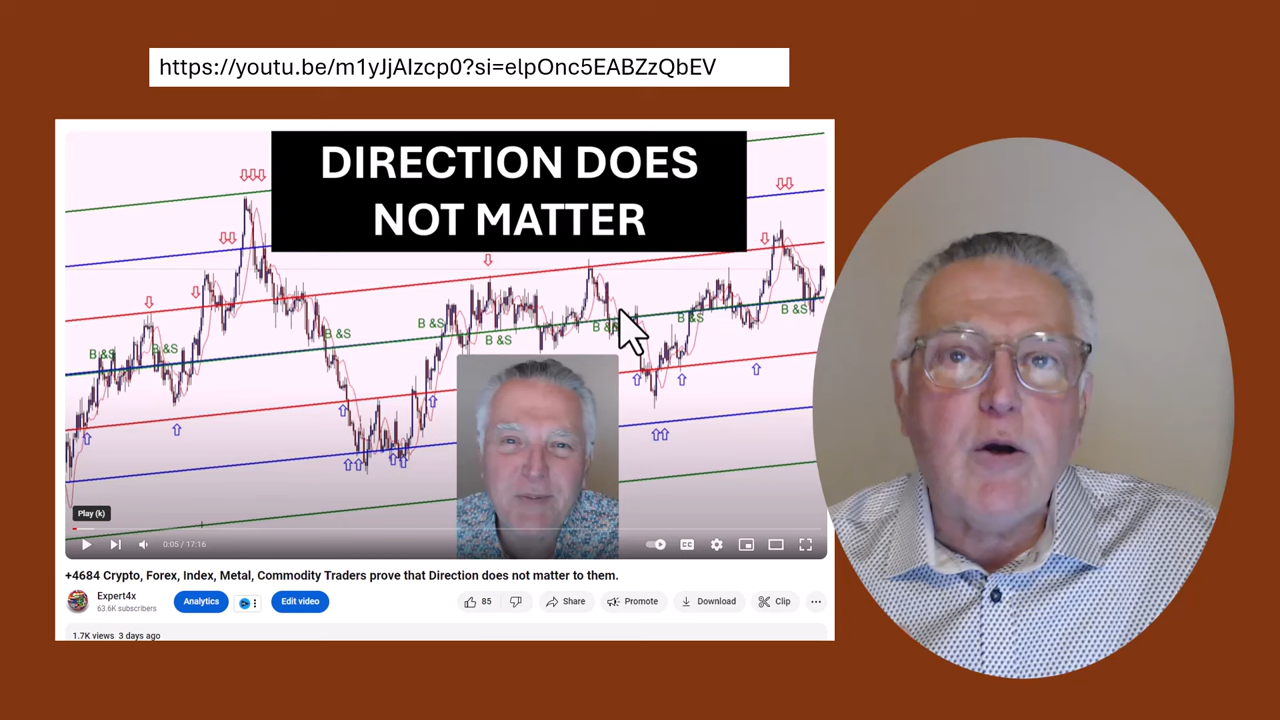 https://youtu.be/m1yJjAIzcp0?si=elpOnc5EABZzQbEV
DIRECTION DOES
NOT MATTER
B &S
B &S
B &S
B &S
B &S
B &S
B &S
B &S
Play (k)
0:05 / 17:16
CC
+4684 Crypto, Forex, Index, Metal, Commodity Traders prove that Direction does not matter to them.
Expert4x
63.6K subscribers
Analytics
Edit video
85
Share
Promote
Download
Clip
1.7K views 3 days ago